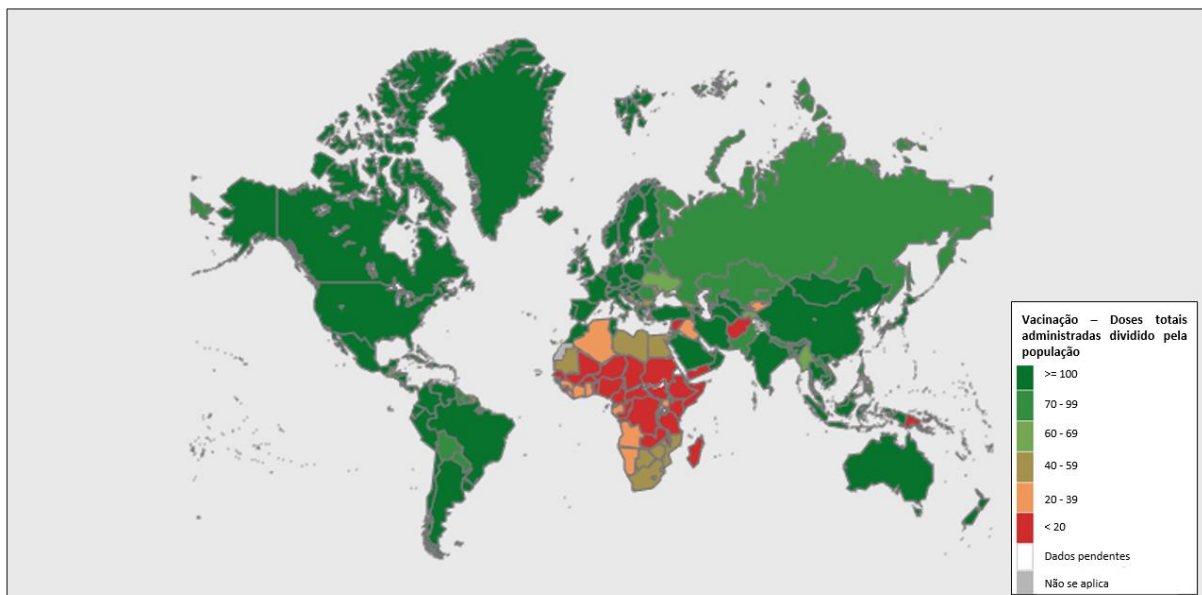 Vacinação – Doses totais
administradas dividido pela
população
>= 100
70 - 99
60 - 69
40 - 59
20 - 39
< 20
Dados pendentes
Não se aplica